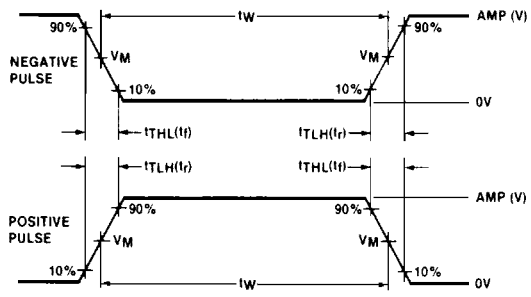 tW
AMP (V)
90%
90%
NEGATIVE
PULSE
VM
VM
10%
10%
0V
tTHL(tf)
tTLH(tr)
tTLH(tr)
tTHL(tf)
AMP (V)
POSITIVE
PULSE
90%
90%
VM
VM
10%
10%
tW
0V